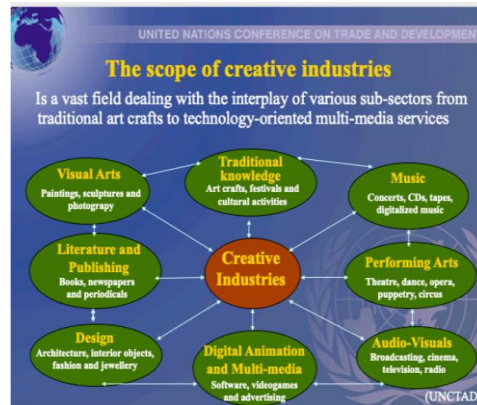 UNITED NATIONS CONFERENCE ON TRADE AND DEVELOPMENT
The scope of creative industries
Is a vast field dealing with the interplay of various sub-sectors from
traditional art crafts to technology-oriented multi-media services
Visual Arts
Paintings, sculptures and
photograpy
Traditional
knowledge
Art crafts, festivals and
cultural activities
Music
Concerts, CDs, tapes,
digitalized music
Literature and
Publishing
Books, newspapers
and periodicals
Creative
Industries
Performing Arts
Theatre, dance, opera,
puppetry, circus
Design
Architecture, interior objects,
fashion and jewellery
Digital Animation
and Multi-media
Software, videogames
and advertising
Audio-Visuals
Broadcasting, cinema,
television, radio
(UNCTAD